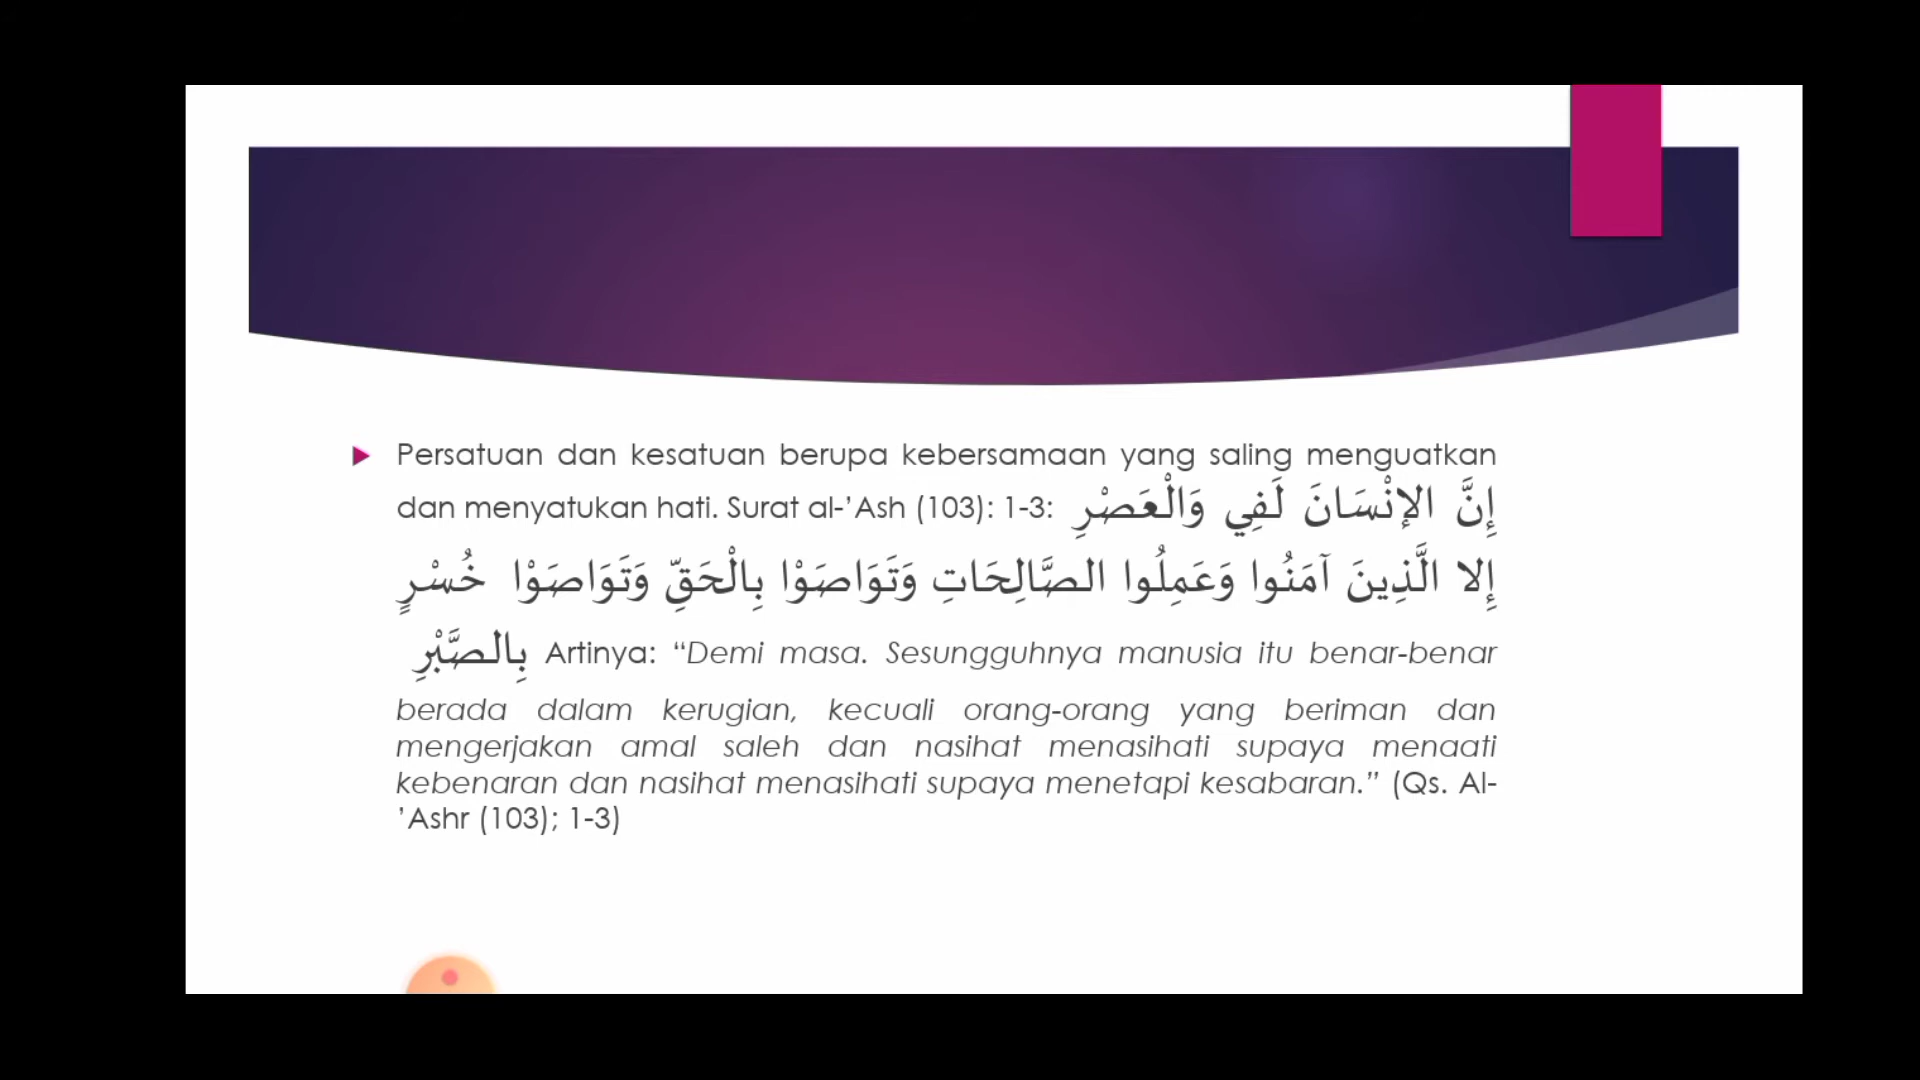 Persatuan dan kesatuan berupa kebersamaan yang saling menguatkan
dan menyatukan hati. Surat al-’Ash (103): 1-3: إِنَّ الإنْسَانَ لَفِي وَالْعَصْرِ
إِلا الَّذِينَ آمَنُوا وَعَمِلُوا الصَّالِحَاتِ وَتَوَاصَوْا بِالْحَقِّ وَتَوَاصَوْا خُسْرٍ
بِالصَّبْرِ Artinya: “Demi masa. Sesungguhnya manusia itu benar-benar
berada dalam kerugian, kecuali orang-orang yang beriman dan
mengerjakan amal saleh dan nasihat menasihati supaya menaati
kebenaran dan nasihat menasihati supaya menetapi kesabaran.” (Qs. Al-
’Ashr (103); 1-3)